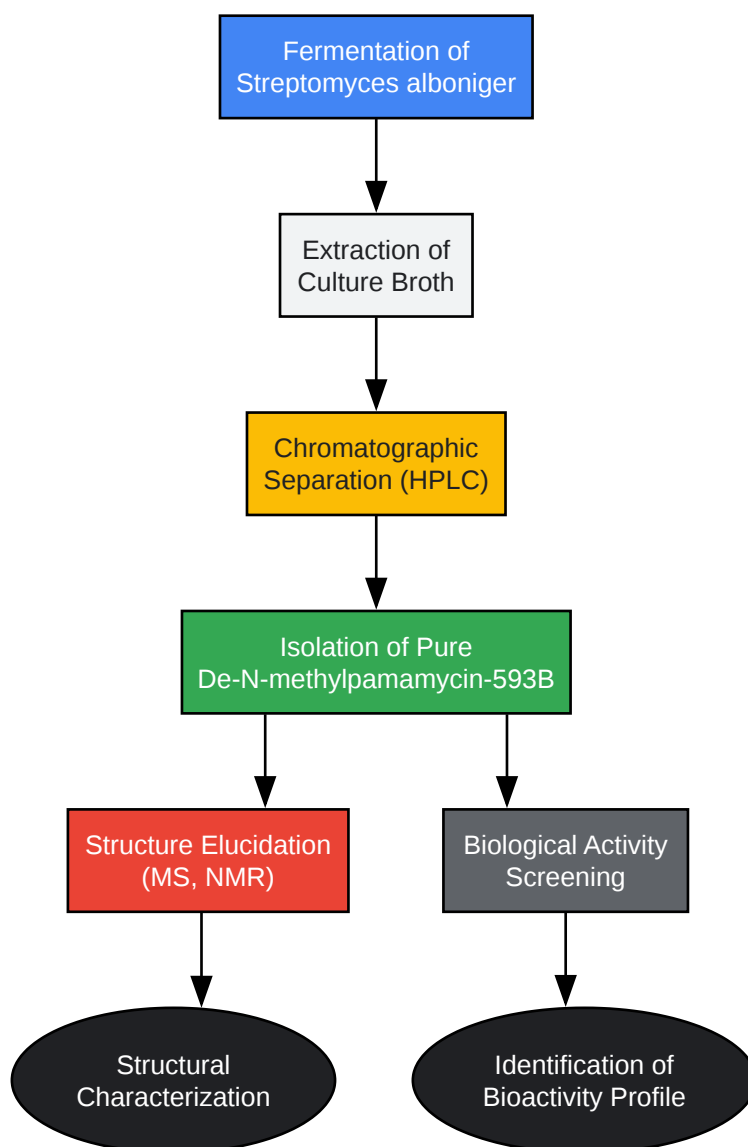 Fermentation of
Streptomyces alboniger
Extraction of
Culture Broth
Chromatographic
Separation (HPLC)
Isolation of Pure
De-N-methylpamamycin-593B
Structure Elucidation
(MS, NMR)
Biological Activity
Screening
Structural
Characterization
Identification of
Bioactivity Profile